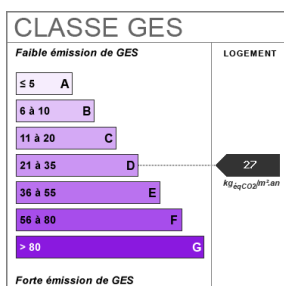 CLASSE GES
Faible émission de GES
LOGEMENT
≤ 5 A
6 à 10 B
11 à 20 C
21 à 35 D
27
kgéqCO2/m².an
36 à 55 E
56 à 80 F
> 80 G
Forte émission de GES